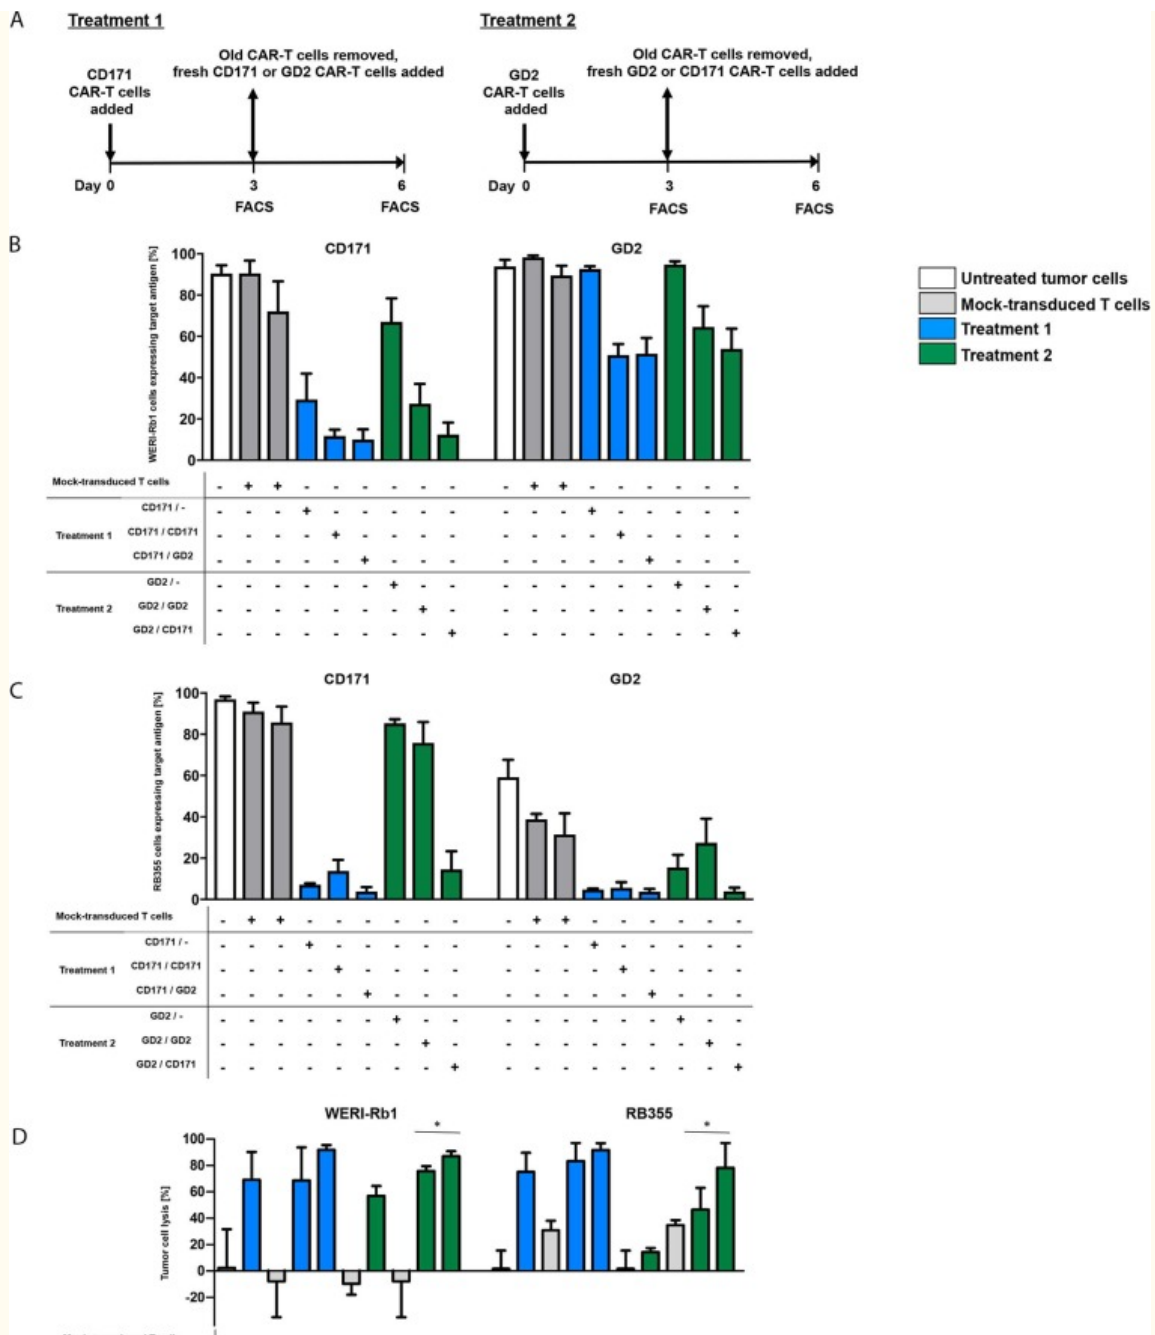 A
Treatment 1
Treatment 2
CD171
CAR-T cells
added
Old CAR-T cells removed,
fresh CD171 or GD2 CAR-T cells added
GD2
CAR-T cells
added
Old CAR-T cells removed,
fresh GD2 or CD171 CAR-T cells added
Day 0 3 6
FACS FACS
Day 0 3 6
FACS FACS
B
CD171
GD2
WERI-Rb1 cells expressing target antigen [%]
100
80
60
40
20
0
Untreated tumor cells
Mock-transduced T cells
Treatment 1
Treatment 2
Mock-transduced T cells - + + - - - - - - - + + - - - - - -
CD171 / - - - - + - - - - - - - - + - - - - -
Treatment 1 CD171 / CD171 - - - - + - - - - - - - - + - - - -
CD171 / GD2 - - - - - + - - - - - - - - + - - -
GD2 / - - - - - - - + - - - - - - - - + - -
Treatment 2 GD2 / GD2 - - - - - - - + - - - - - - - - + -
GD2 / CD171 - - - - - - - - + - - - - - - - - +
C
CD171
GD2
RB355 cells expressing target antigen [%]
100
80
60
40
20
0
Mock-transduced T cells - + + - - - - - - - + + - - - - - -
CD171 / - - - - + - - - - - - - - + - - - - -
Treatment 1 CD171 / CD171 - - - - + - - - - - - - - + - - - -
CD171 / GD2 - - - - - + - - - - - - - - + - - -
GD2 / - - - - - - - + - - - - - - - - + - -
Treatment 2 GD2 / GD2 - - - - - - - + - - - - - - - - + -
GD2 / CD171 - - - - - - - - + - - - - - - - - +
D
WERI-Rb1
RB355
* *
Tumor cell lysis [%]
100
80
60
40
20
0
-20